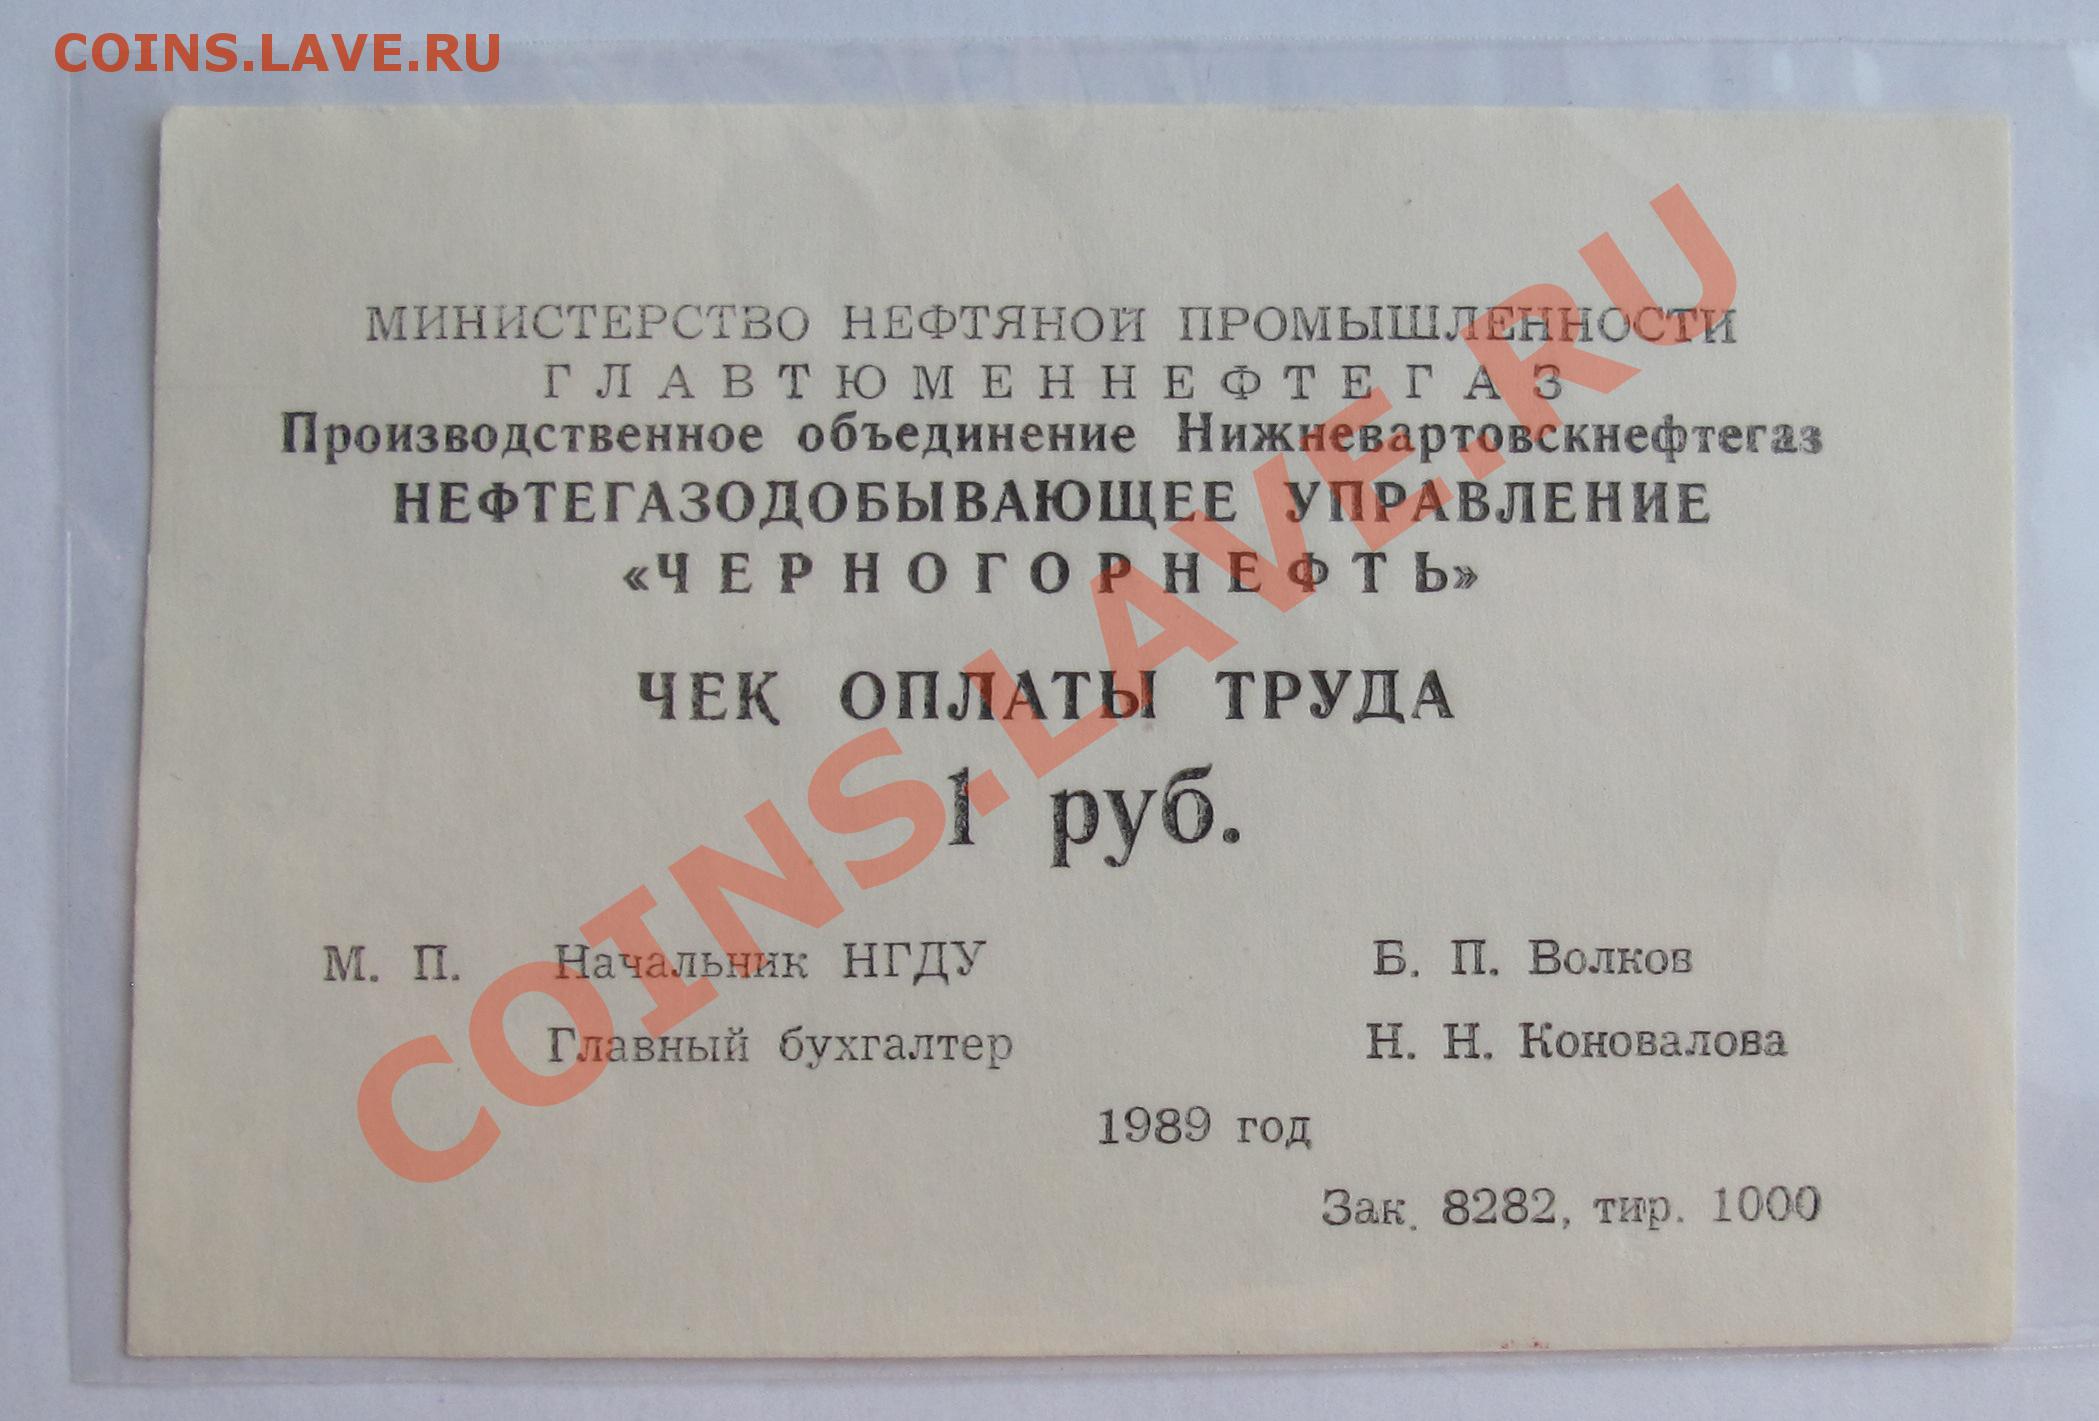 COINS.LAVE.RU
МИНИСТЕРСТВО НЕФТЯНОЙ ПРОМЫШЛЕННОСТИ
ГЛАВТЮМЕННЕФТЕГАЗ
Производственное объединение Нижневартовскнефтегаз
НЕФТЕГАЗОДОБЫВАЮЩЕЕ УПРАВЛЕНИЕ
«ЧЕРНОГОРНЕФТЬ»
ЧЕК ОПЛАТЫ ТРУДА
1 руб.
М. П. Начальник НГДУ Б. П. Волков
Главный бухгалтер Н. Н. Коновалова
1989 год
Зак. 8282, тир. 1000
COINS.LAVE.RU